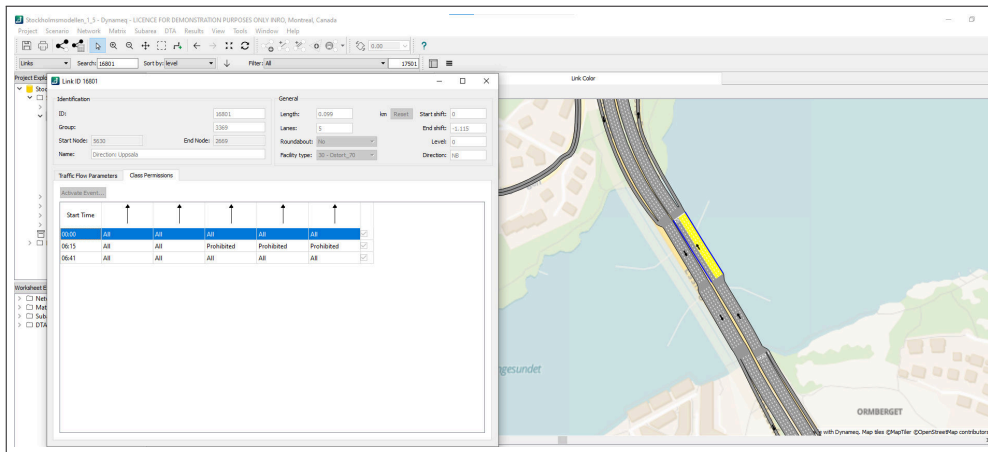 Stockholmsmodellen_1_5 - Dynameq - LICENCE FOR DEMONSTRATION PURPOSES ONLY INRO, Montreal, Canada
Project Scenario Network Matrix Subarea DTA Results View Tools Window Help
0.00
?
Links Search: 16801 Sort by: level Filter: All 17501
Project Explo
Link ID 16801
Link Color
Stoc
Identification General
ID: 16801 Length: 0.099 km Reset Start shift: 0
Group: 3369 Lanes: 5 End shift: -1.115
Start Node: 5630 End Node: 2669 Roundabout: No Level: 0
Name: Direction: Uppsala Facility type: 30 - Ostort_70 Direction: NB
Traffic Flow Parameters Class Permissions
Activate Event...
Start Time
00:00 All All All All All
06:15 All All Prohibited Prohibited Prohibited
06:41 All All All All All
Worksheet E
Net
Mat
Sub
DTA
ngesundet
ORMBERGET
with Dynameq, Map tiles ©MapTiler ©OpenStreetMap contributors